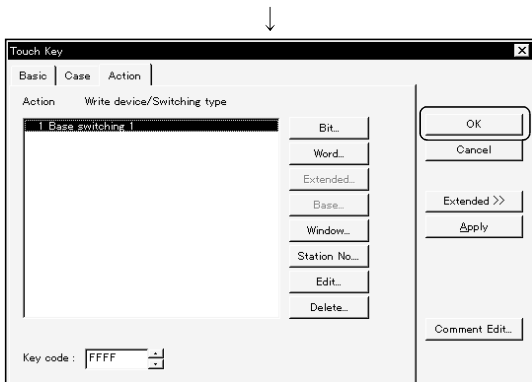 Touch Key
Basic Case Action
Action Write device/Switching type
1 Base switching 1
Bit...
Word...
Extended...
Base...
Window...
Station No....
Edit...
Delete...
OK
Cancel
Extended >>
Apply
Comment Edit...
Key code : FFFF